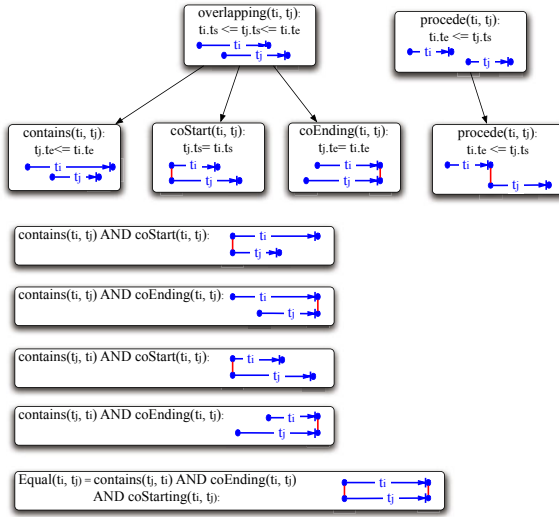 overlapping(ti, tj):
ti.ts <= tj.ts<= ti.te
ti
tj
procede(ti, tj):
ti.te <= tj.ts
ti
tj
contains(ti, tj):
tj.te<= ti.te
ti
tj
coStart(ti, tj):
tj.ts= ti.ts
ti
tj
coEnding(ti, tj):
tj.te= ti.te
ti
tj
procede(ti, tj):
ti.te <= tj.ts
ti
tj
contains(ti, tj) AND coStart(ti, tj):
ti
tj
contains(ti, tj) AND coEnding(ti, tj):
ti
tj
contains(tj, ti) AND coStart(ti, tj):
ti
tj
contains(tj, ti) AND coEnding(ti, tj):
ti
tj
Equal(ti, tj) = contains(tj, ti) AND coEnding(ti, tj)
AND coStarting(ti, tj):
ti
tj